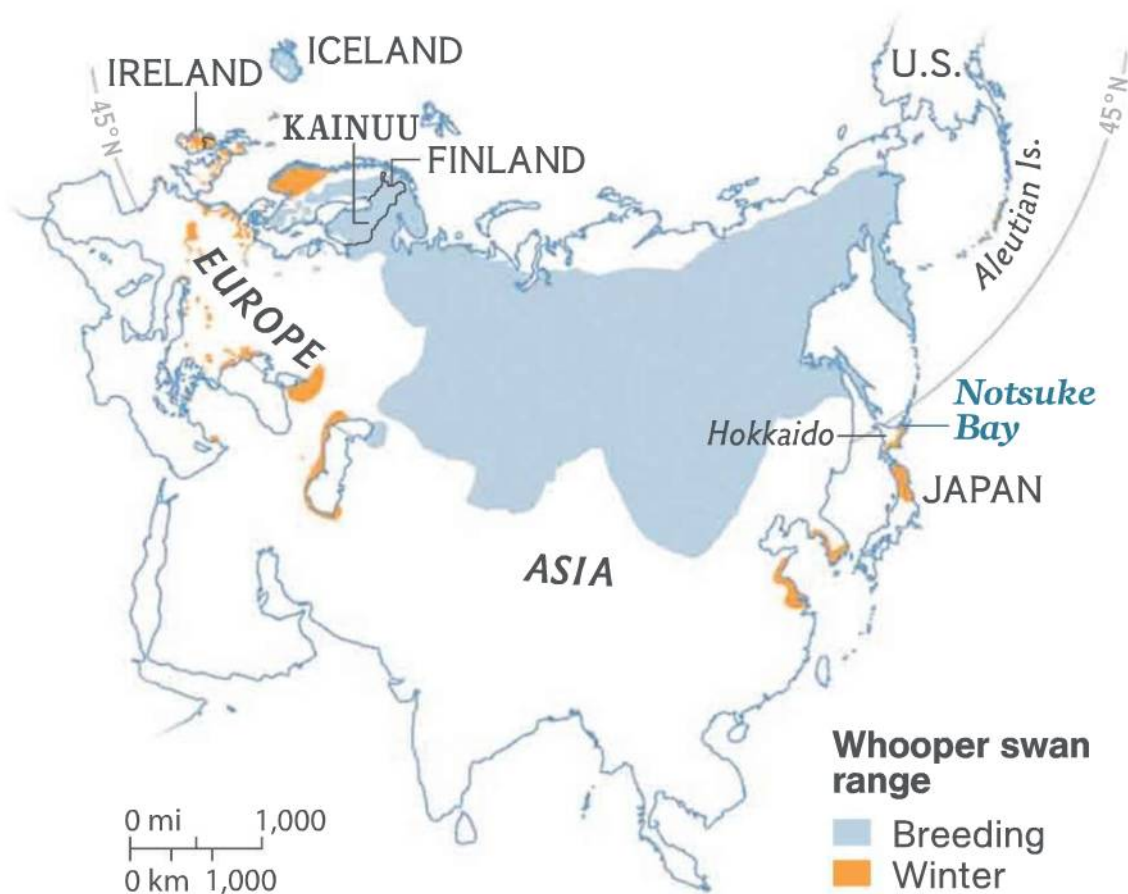 ICELAND
IRELAND
U.S.
45°N
45°N
KAINUU
FINLAND
Aleutian Is.
EUROPE
Notsuke
Bay
Hokkaido
JAPAN
ASIA
Whooper swan
range
Breeding
Winter
0 mi 1,000
0 km 1,000